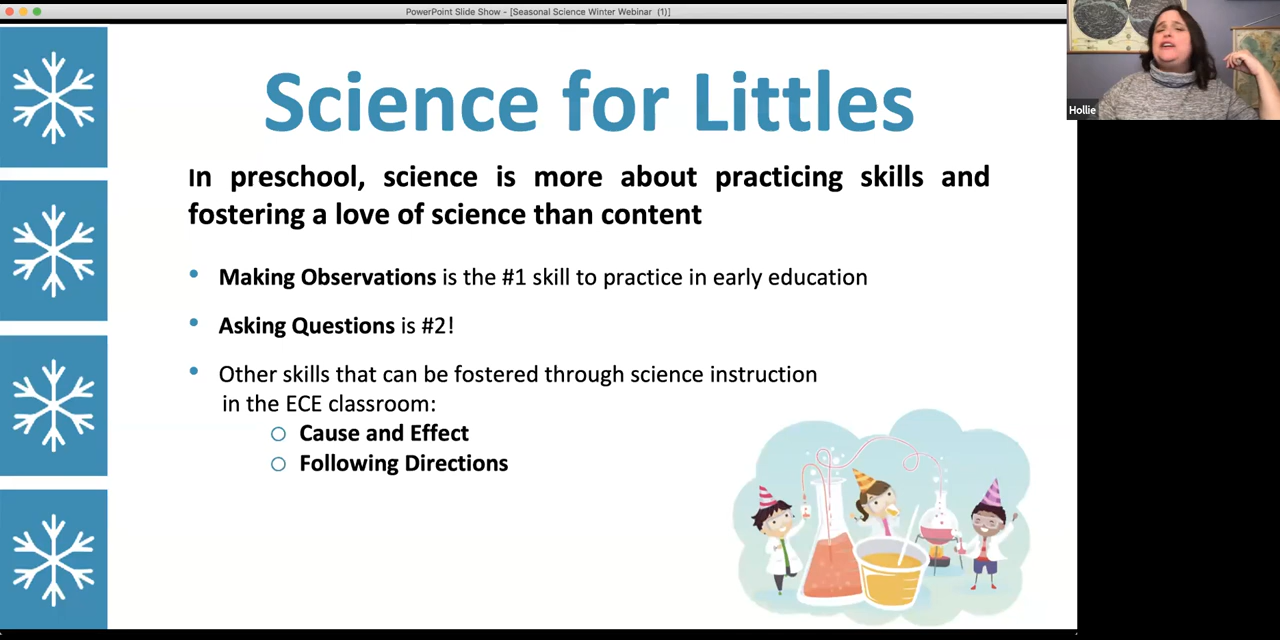 PowerPoint Slide Show - [Seasonal Science Winter Webinar (1)]
Hollie
Science for Littles
In preschool, science is more about practicing skills and
fostering a love of science than content
• Making Observations is the #1 skill to practice in early education
• Asking Questions is #2!
• Other skills that can be fostered through science instruction
in the ECE classroom:
○ Cause and Effect
○ Following Directions